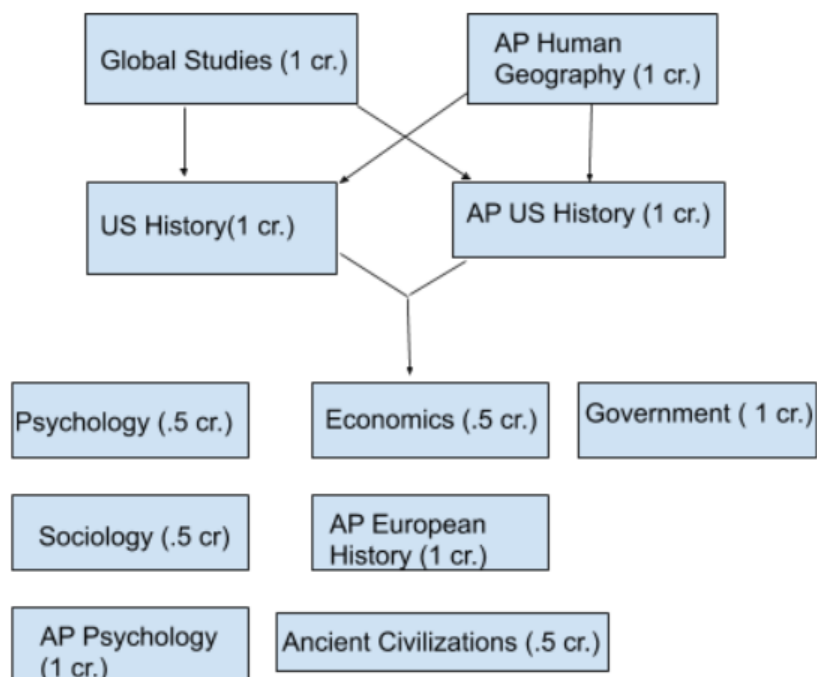 Global Studies (1 cr.)
AP Human
Geography (1 cr.)
US History(1 cr.)
AP US History (1 cr.)
Psychology (.5 cr.)
Economics (.5 cr.)
Government ( 1 cr.)
Sociology (.5 cr)
AP European
History (1 cr.)
AP Psychology
(1 cr.)
Ancient Civilizations (.5 cr.)